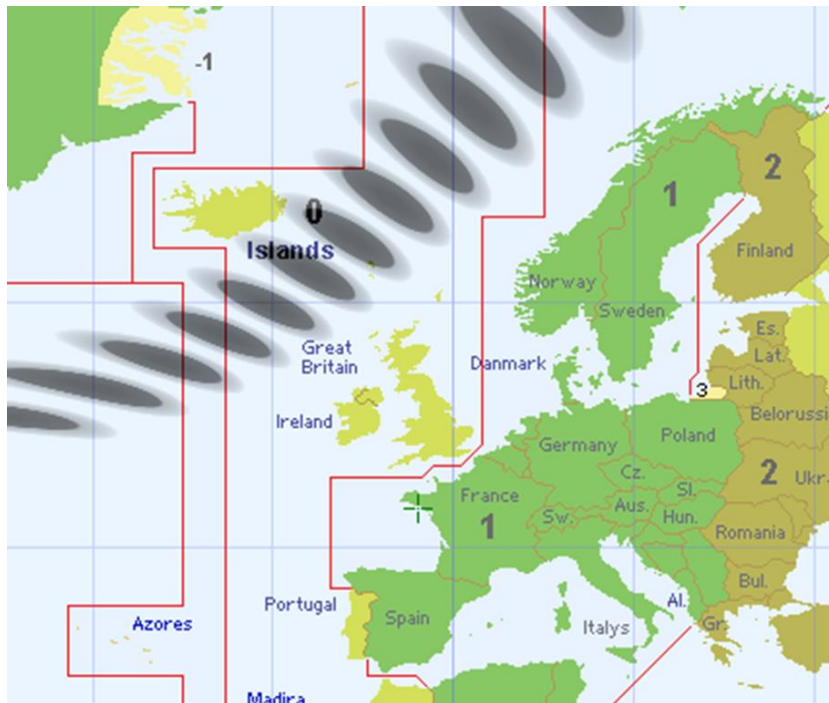 -1
2
1
0
Islands
Finland
Norway
Sweden
Es.
Great
Britain
Danmark
Lat.
Lith.
3
Ireland
Belorussi
Germany
Poland
Cz.
2
Ukr.
France
Sl.
1
Sw.
Aus.
Hun.
Romania
Bul.
Portugal
Spain
Al.
Azores
Italys
Gr.
Madira